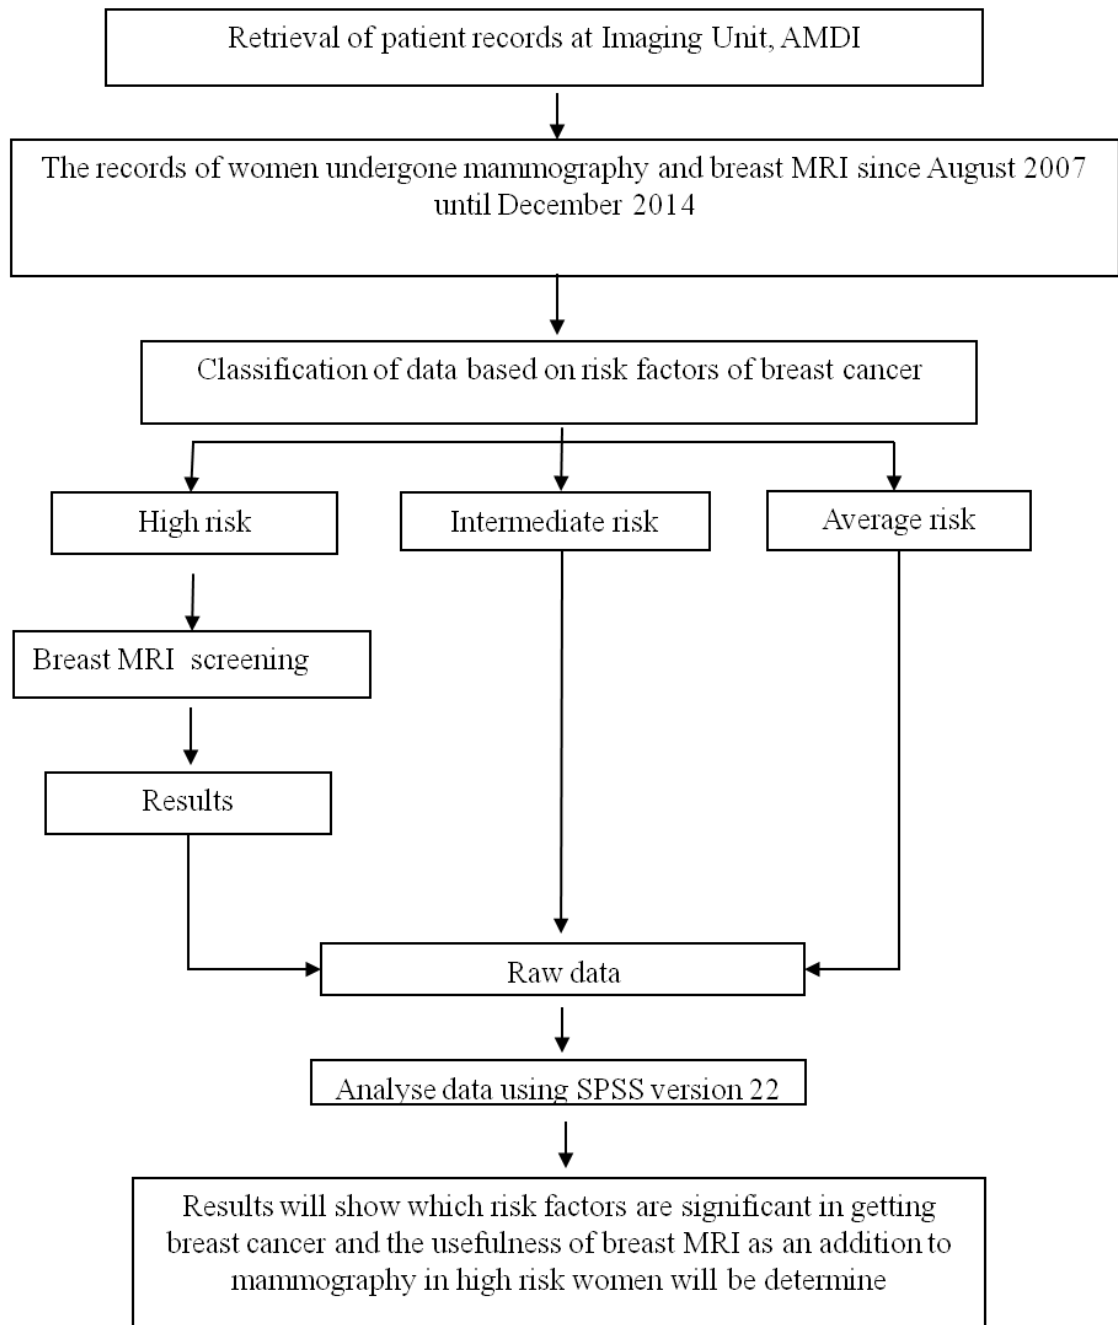 Retrieval of patient records at Imaging Unit, AMDI
The records of women undergone mammography and breast MRI since August 2007
until December 2014
Classification of data based on risk factors of breast cancer
High risk
Intermediate risk
Average risk
Breast MRI screening
Results
Raw data
Analyse data using SPSS version 22
Results will show which risk factors are significant in getting
breast cancer and the usefulness of breast MRI as an addition to
mammography in high risk women will be determine